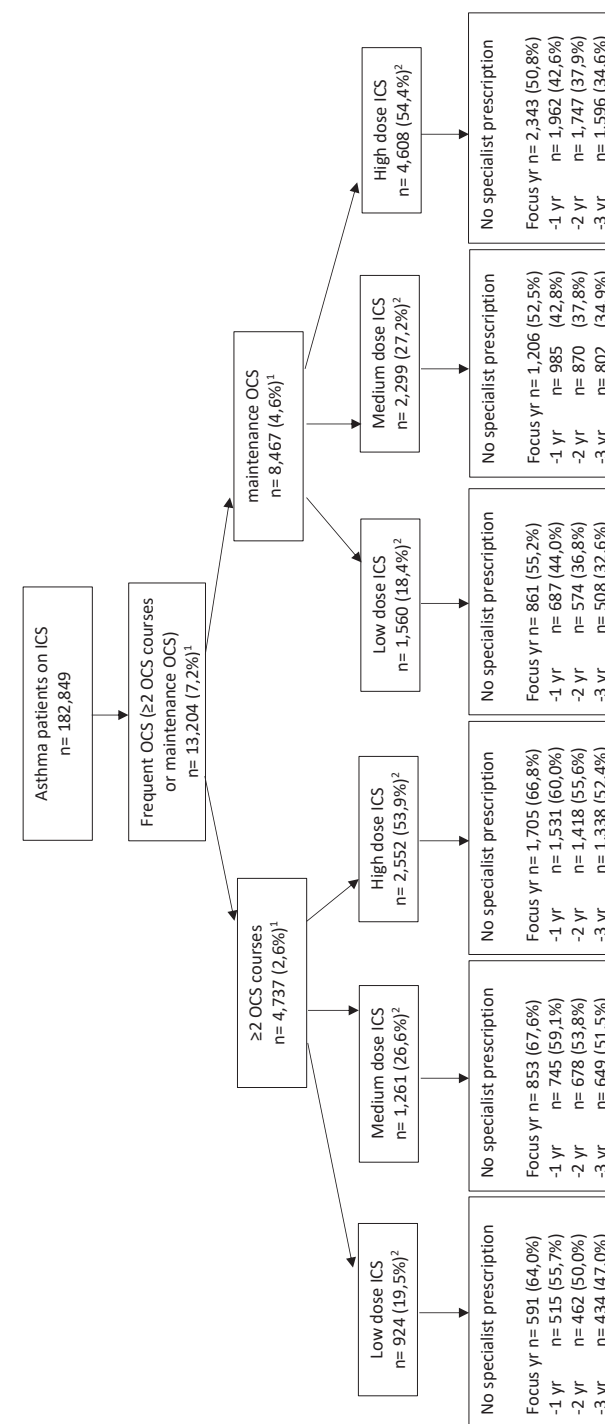 Asthma patients on ICS
n= 182,849
Frequent OCS (≥2 OCS courses
or maintenance OCS)
n= 13,204 (7,2%)¹
≥2 OCS courses
n= 4,737 (2,6%)¹
maintenance OCS
n= 8,467 (4,6%)¹
Low dose ICS
n= 924 (19,5%)²
Medium dose ICS
n= 1,261 (26,6%)²
High dose ICS
n= 2,552 (53,9%)²
Low dose ICS
n= 1,560 (18,4%)²
Medium dose ICS
n= 2,299 (27,2%)²
High dose ICS
n= 4,608 (54,4%)²
No specialist prescription
Focus yr n= 591 (64,0%)
-1 yr n= 515 (55,7%)
-2 yr n= 462 (50,0%)
-3 yr n= 434 (47,0%)
No specialist prescription
Focus yr n= 853 (67,6%)
-1 yr n= 745 (59,1%)
-2 yr n= 678 (53,8%)
-3 yr n= 649 (51,5%)
No specialist prescription
Focus yr n= 1,705 (66,8%)
-1 yr n= 1,531 (60,0%)
-2 yr n= 1,418 (55,6%)
-3 yr n= 1,338 (52,4%)
No specialist prescription
Focus yr n= 861 (55,2%)
-1 yr n= 687 (44,0%)
-2 yr n= 574 (36,8%)
-3 yr n= 508 (32,6%)
No specialist prescription
Focus yr n= 1,206 (52,5%)
-1 yr n= 985 (42,8%)
-2 yr n= 870 (37,8%)
-3 yr n= 802 (34,9%)
No specialist prescription
Focus yr n= 2,343 (50,8%)
-1 yr n= 1,962 (42,6%)
-2 yr n= 1,747 (37,9%)
-3 yr n= 1,596 (34,6%)